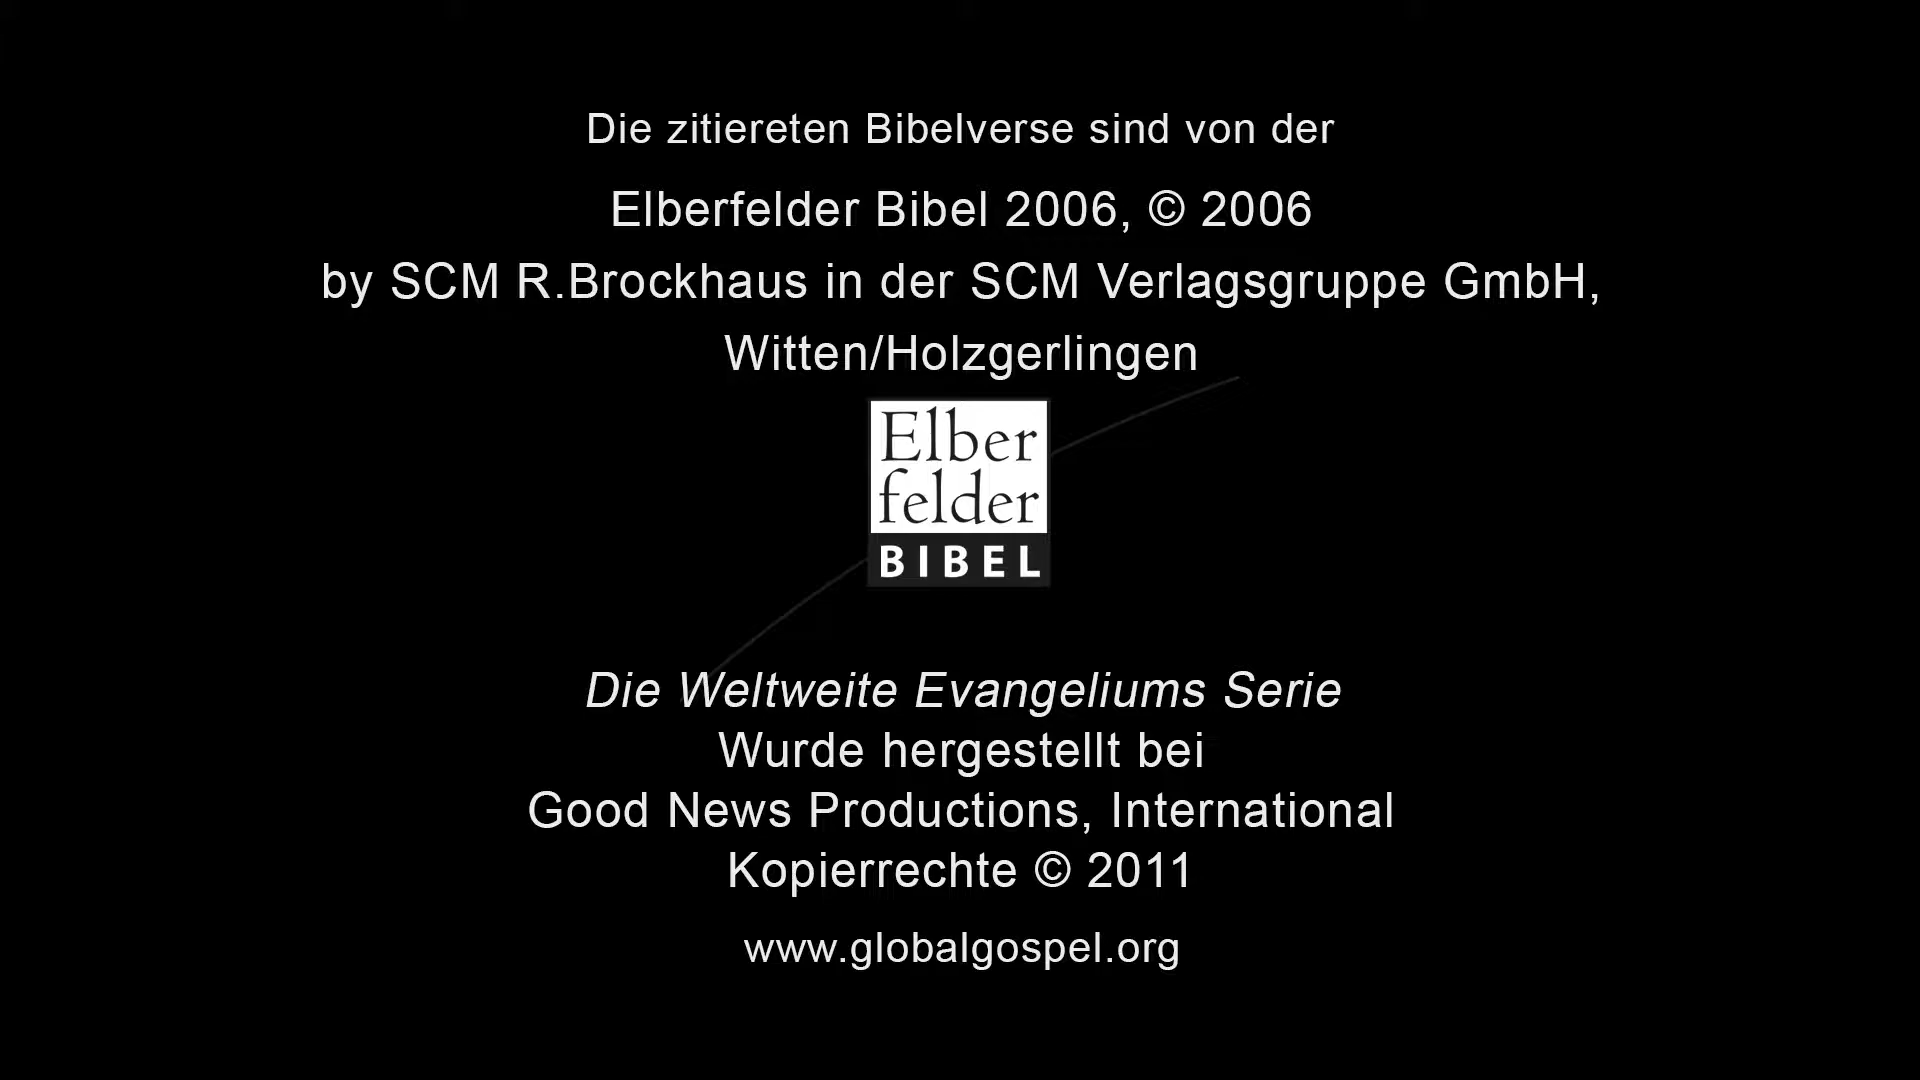 Die zitiereten Bibelverse sind von der
Elberfelder Bibel 2006, © 2006
by SCM R.Brockhaus in der SCM Verlagsgruppe GmbH,
Witten/Holzgerlingen
Elber
felder
BIBEL
Die Weltweite Evangeliums Serie
Wurde hergestellt bei
Good News Productions, International
Kopierrechte © 2011
www.globalgospel.org